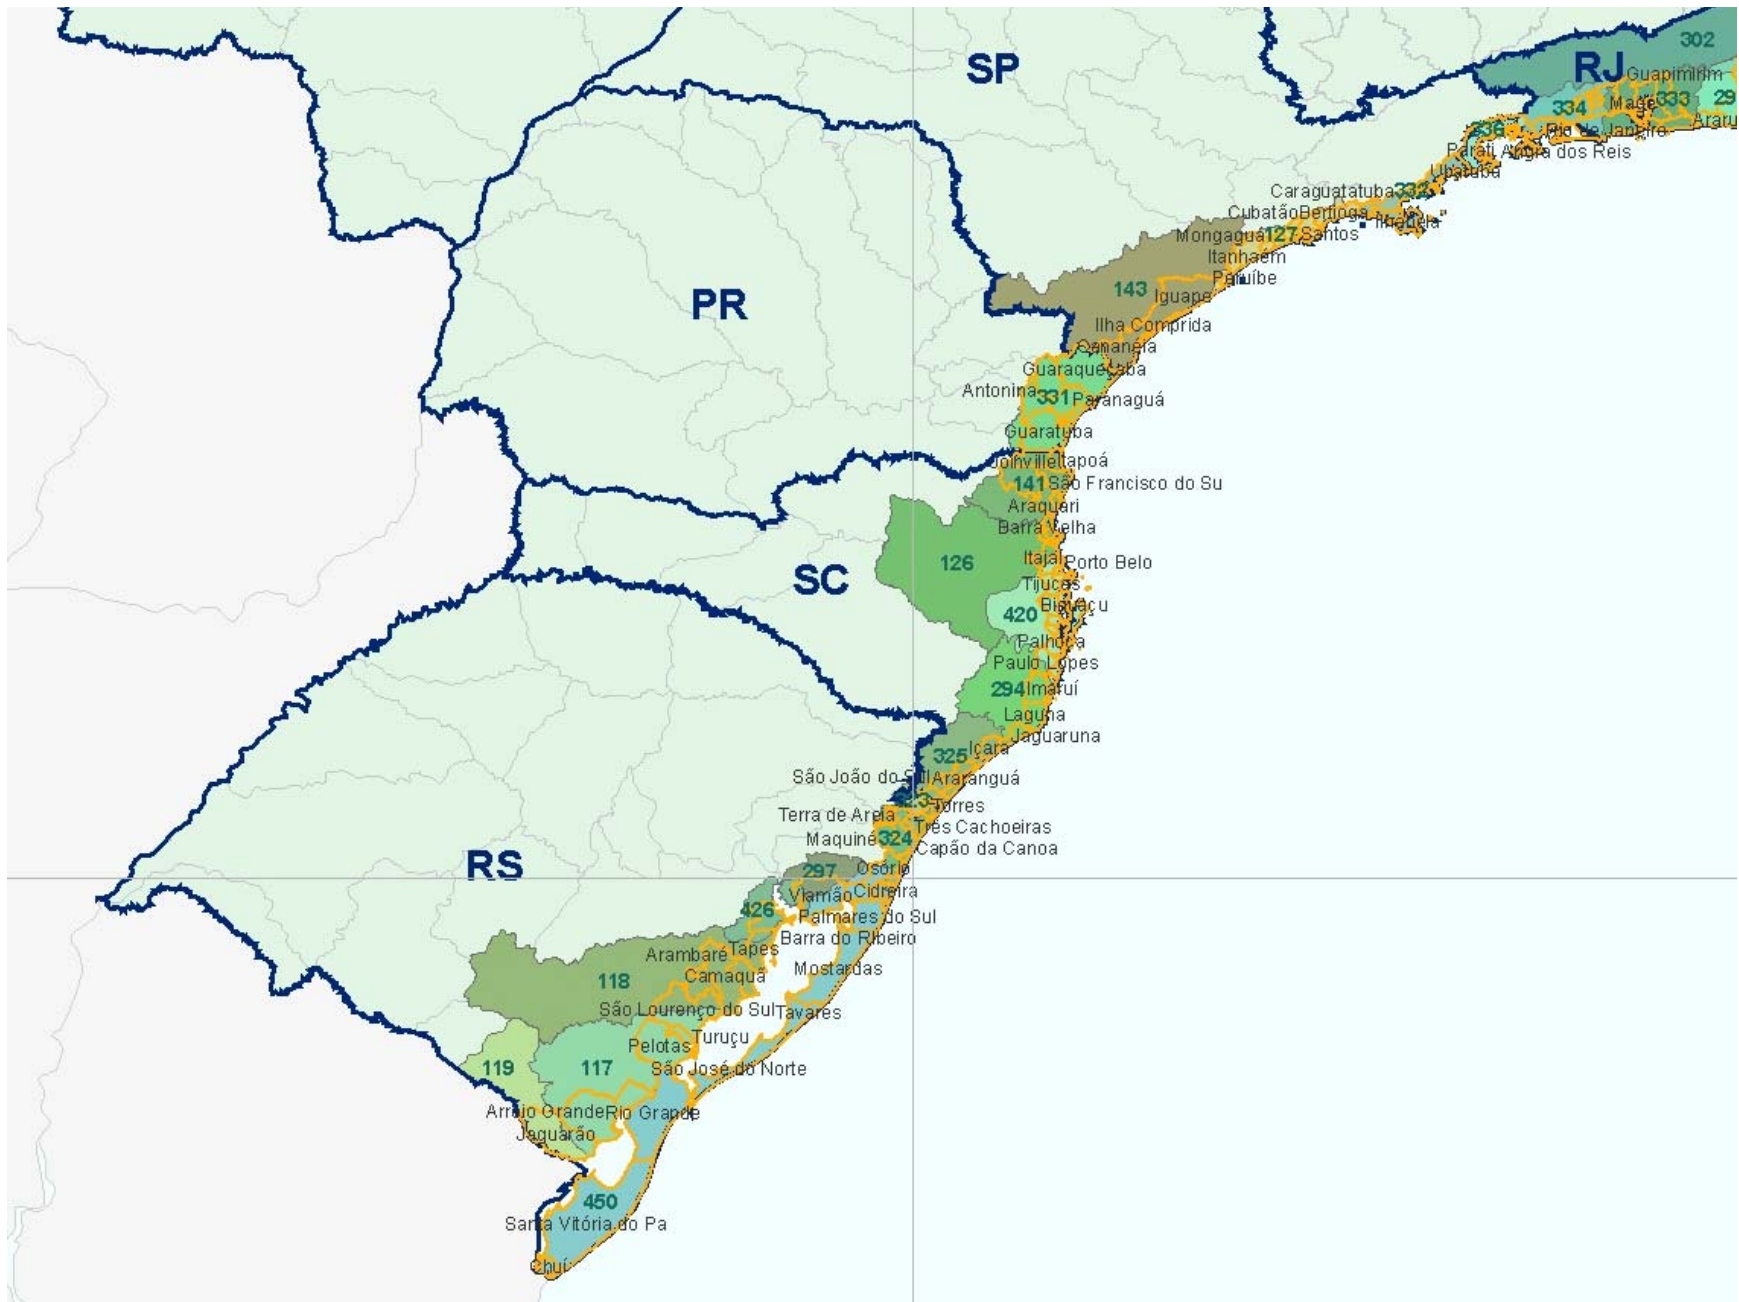 302
SP
RJ
Guapimirim
334
Magé
333
29
336
Rio de Janeiro
Araru
Parati
Angra dos Reis
Ubatuba
Caraguatatuba
332
Cubatão
Bertioga
Ilhabela
Mongaguá
127
Santos
Itanhaém
Peruíbe
143
Iguape
PR
Ilha Comprida
Cananéia
Guaraqueçaba
Antonina
331
Paranaguá
Guaratuba
Joinville
Itapoá
141
São Francisco do Su
Araquari
Barra Velha
126
Itajaí
Porto Belo
SC
Tijucas
Biguaçu
420
Palhoça
Paulo Lopes
294
Imaruí
Laguna
Jaguaruna
Içara
325
São João do Sul
Araranguá
Torres
Terra de Areia
Três Cachoeiras
Maquiné
324
Capão da Canoa
RS
297
Osório
Viamão
Cidreira
426
Palmares do Sul
Barra do Ribeiro
Tapes
Arambaré
Mostardas
Camaquã
118
São Lourenço do Sul
Tavares
Turuçu
Pelotas
119
117
São José do Norte
Arroio Grande
Rio Grande
Jaguarão
450
Santa Vitória do Pa
Chuí